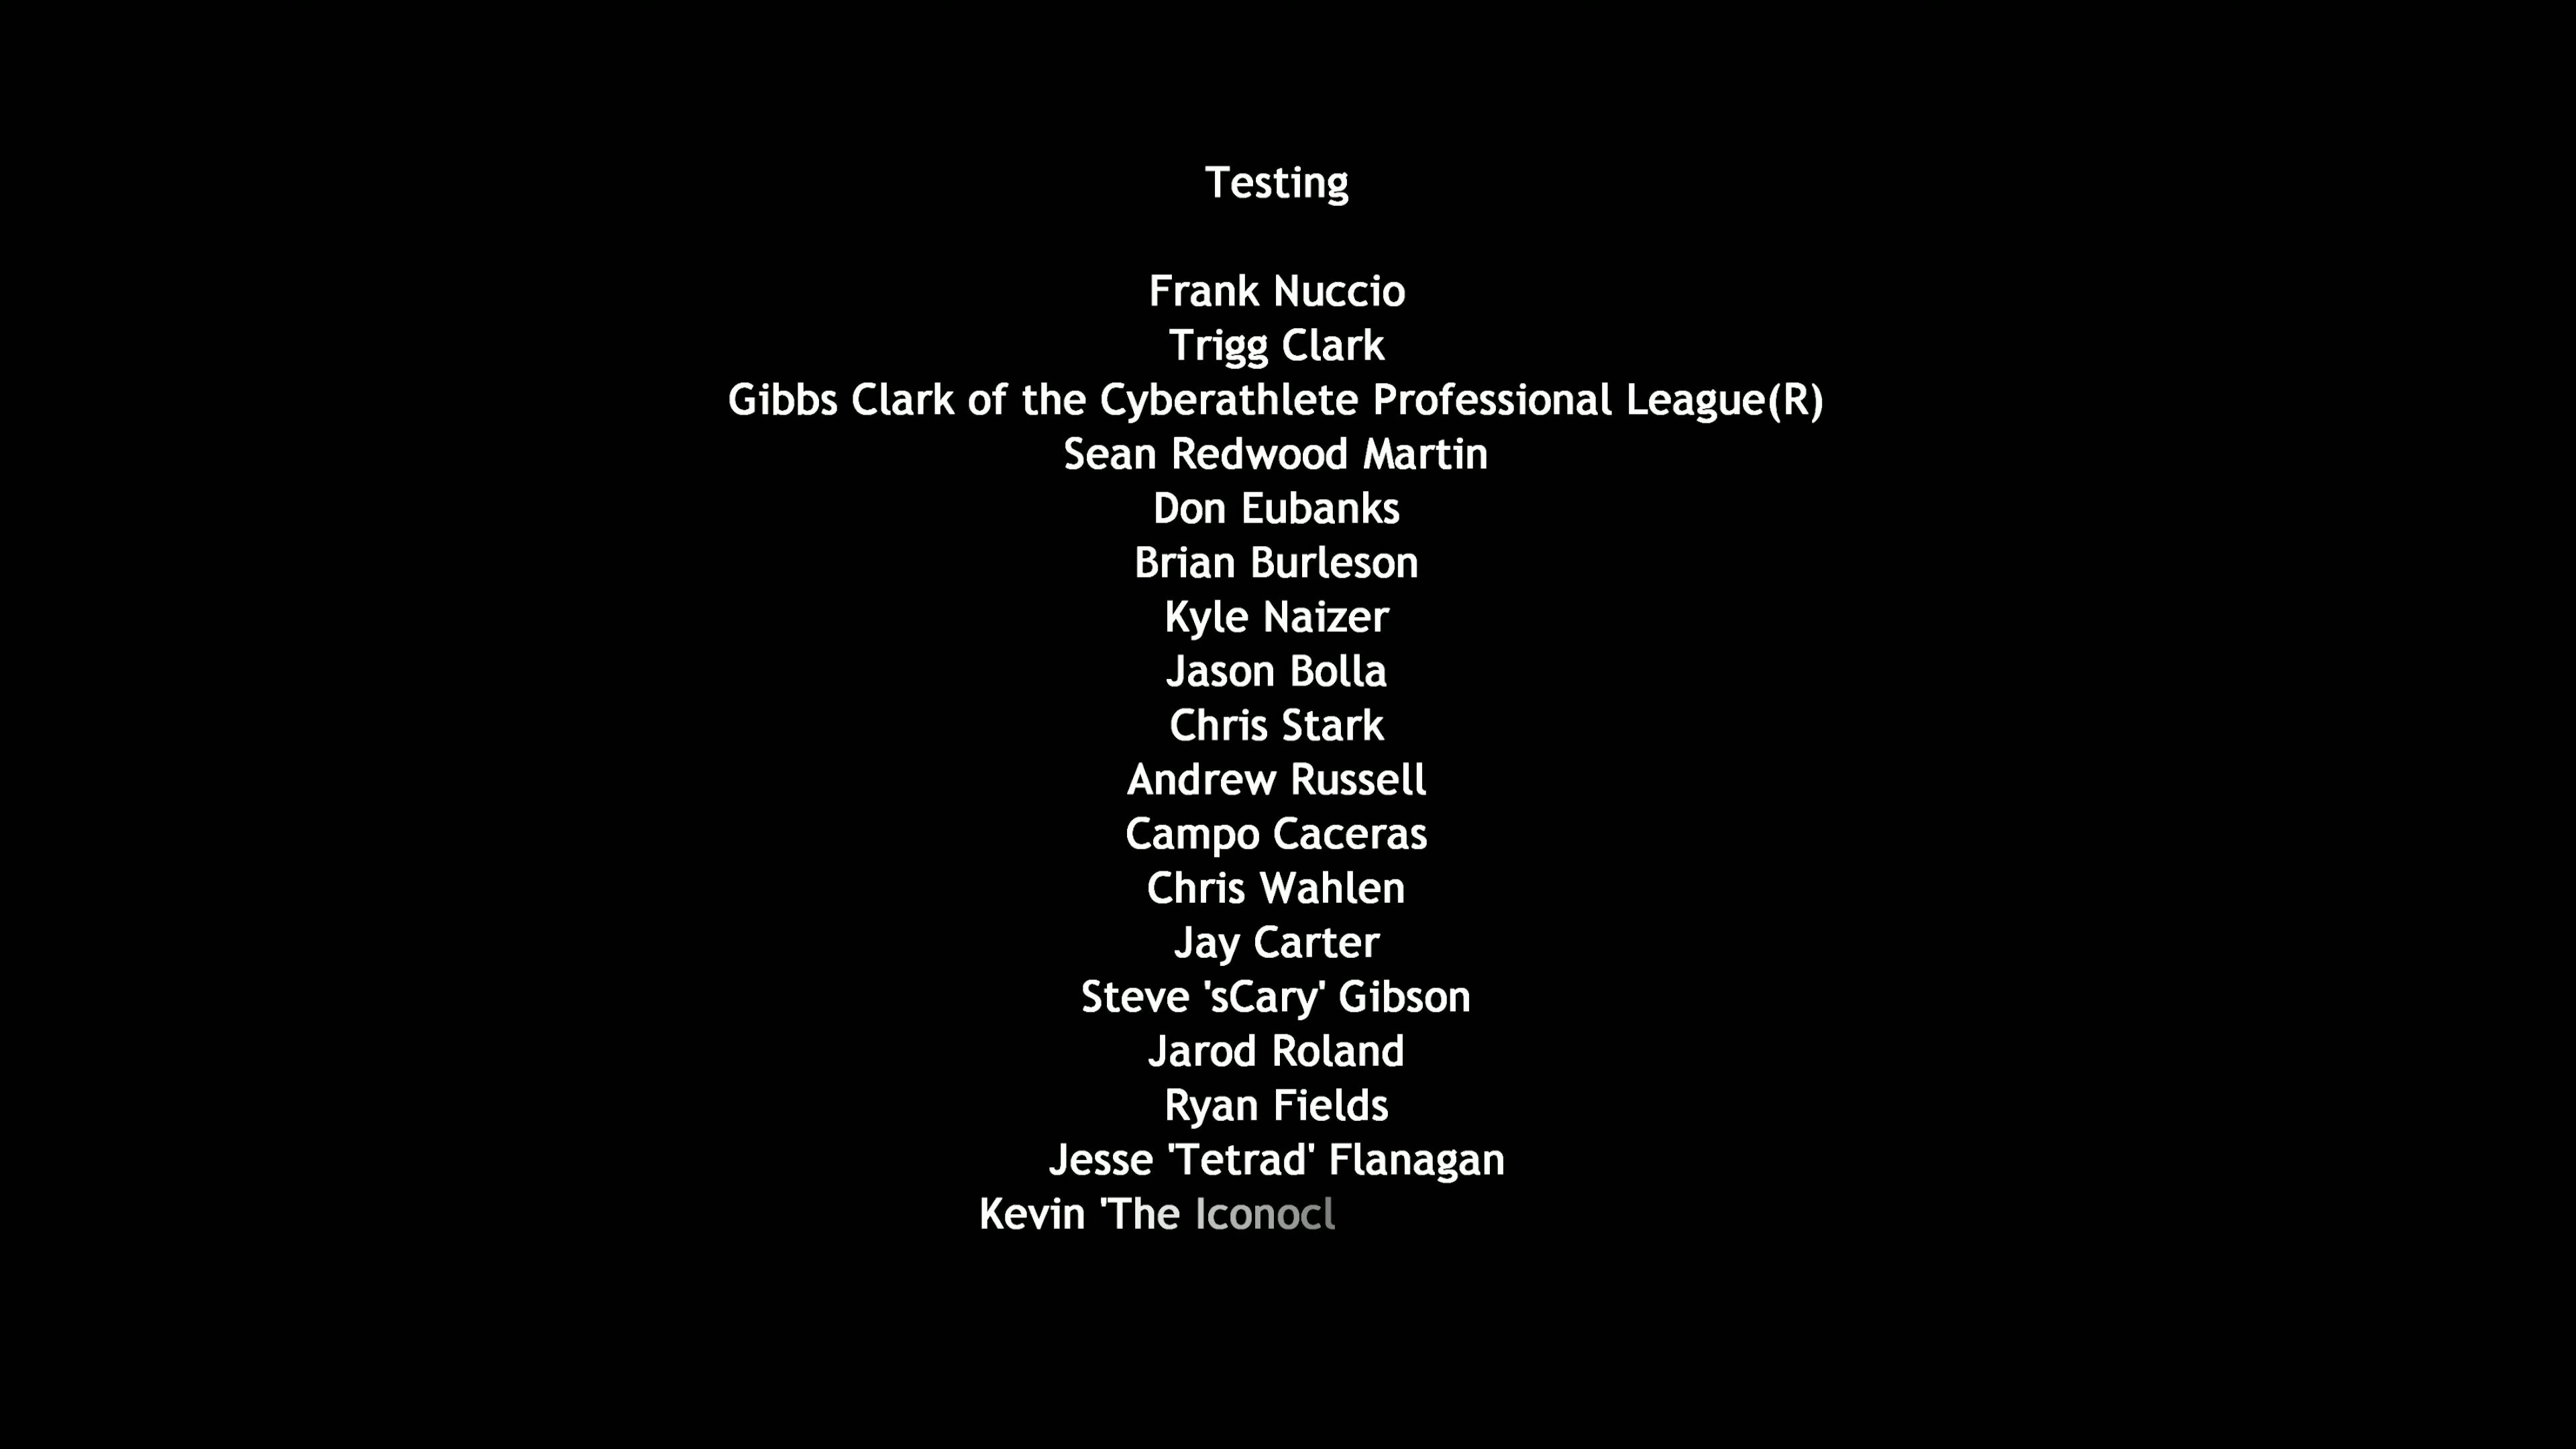 Testing
Frank Nuccio
Trigg Clark
Gibbs Clark of the Cyberathlete Professional League(R)
Sean Redwood Martin
Don Eubanks
Brian Burleson
Kyle Naizer
Jason Bolla
Chris Stark
Andrew Russell
Campo Caceras
Chris Wahlen
Jay Carter
Steve 'sCary' Gibson
Jarod Roland
Ryan Fields
Jesse 'Tetrad' Flanagan
Kevin 'The Iconocl